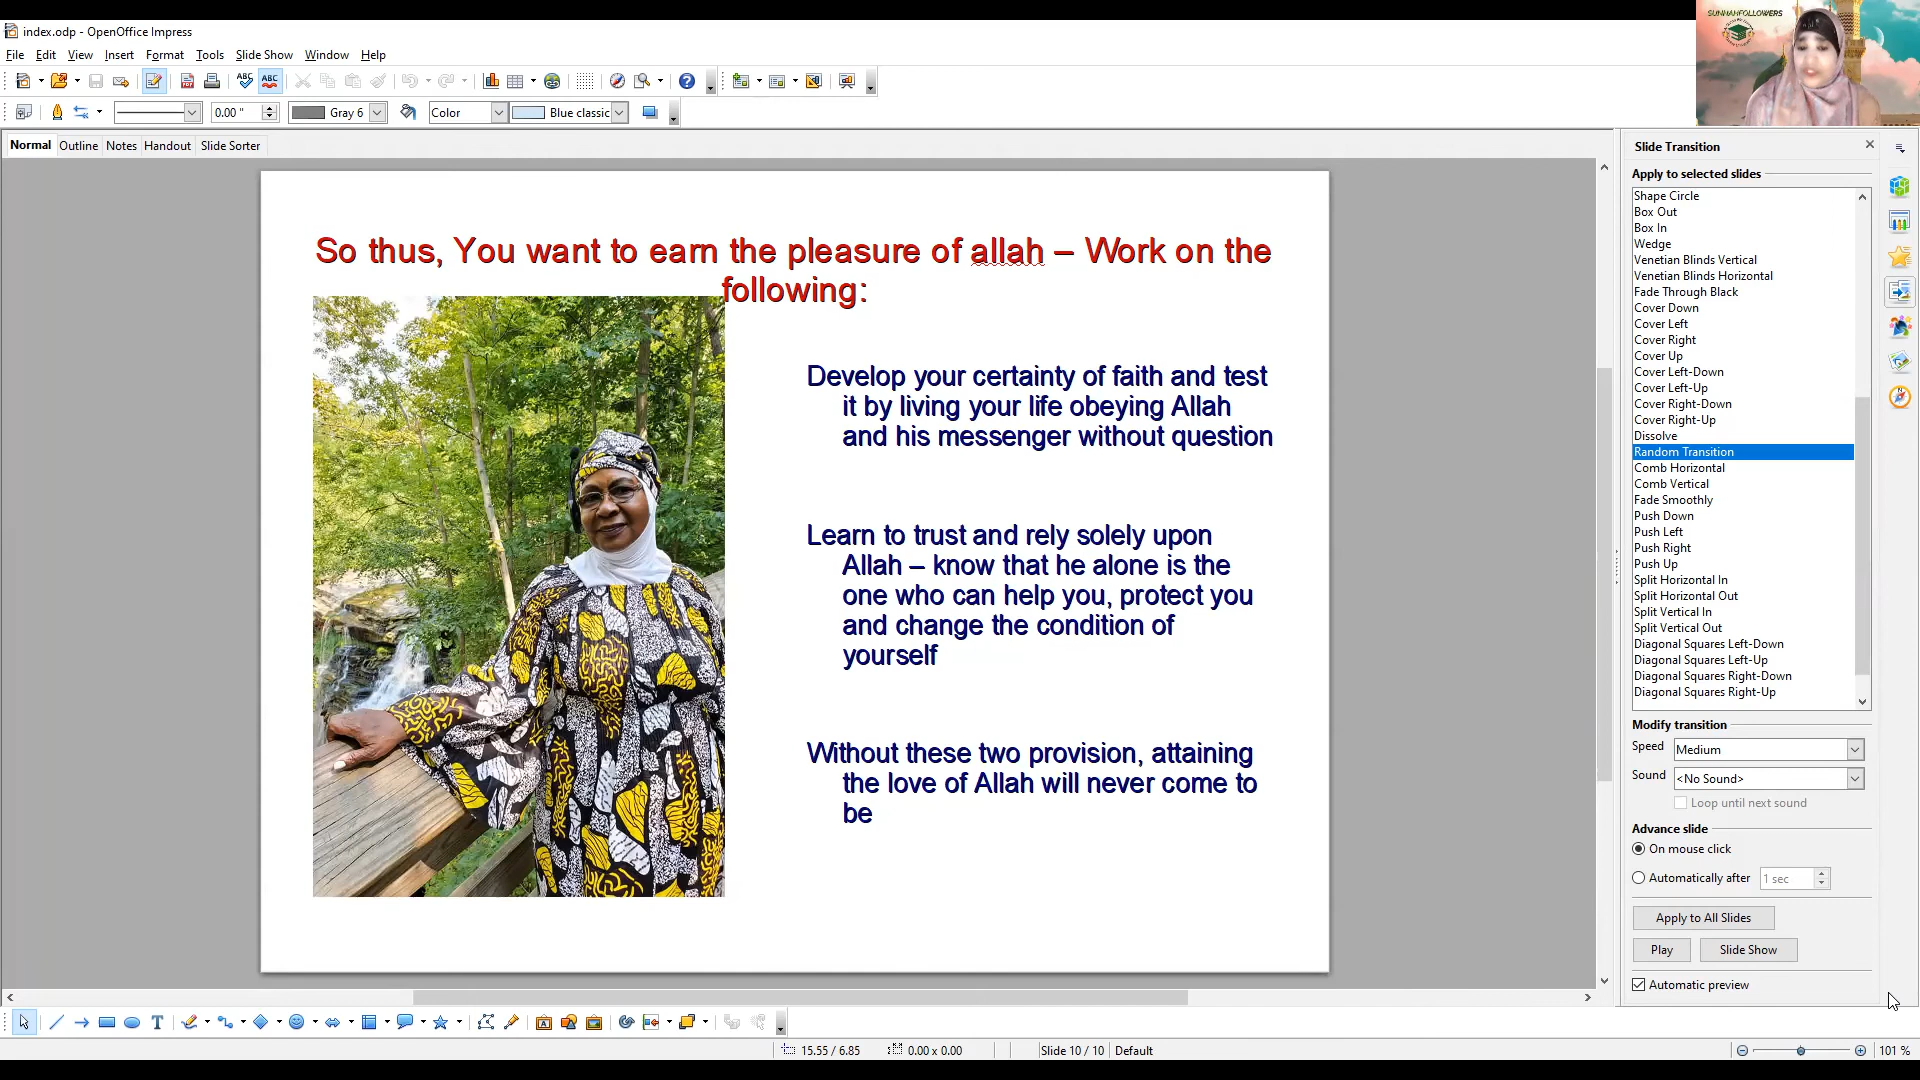 index.odp - OpenOffice Impress
SUNNAHFOLLOWERS
File Edit View Insert Format Tools Slide Show Window Help
0.00 " Gray 6 Color Blue classic
Normal Outline Notes Handout Slide Sorter
So thus, You want to earn the pleasure of allah – Work on the
following:
Develop your certainty of faith and test
it by living your life obeying Allah
and his messenger without question
Learn to trust and rely solely upon
Allah – know that he alone is the
one who can help you, protect you
and change the condition of
yourself
Without these two provision, attaining
the love of Allah will never come to
be
Slide Transition
Apply to selected slides
Shape Circle
Box Out
Box In
Wedge
Venetian Blinds Vertical
Venetian Blinds Horizontal
Fade Through Black
Cover Down
Cover Left
Cover Right
Cover Up
Cover Left-Down
Cover Left-Up
Cover Right-Down
Cover Right-Up
Dissolve
Random Transition
Comb Horizontal
Comb Vertical
Fade Smoothly
Push Down
Push Left
Push Right
Push Up
Split Horizontal In
Split Horizontal Out
Split Vertical In
Split Vertical Out
Diagonal Squares Left-Down
Diagonal Squares Left-Up
Diagonal Squares Right-Down
Diagonal Squares Right-Up
Modify transition
Speed Medium
Sound <No Sound>
Loop until next sound
Advance slide
On mouse click
Automatically after 1 sec
Apply to All Slides
Play Slide Show
Automatic preview
15.55 / 6.85 0.00 x 0.00 Slide 10 / 10 Default 101 %